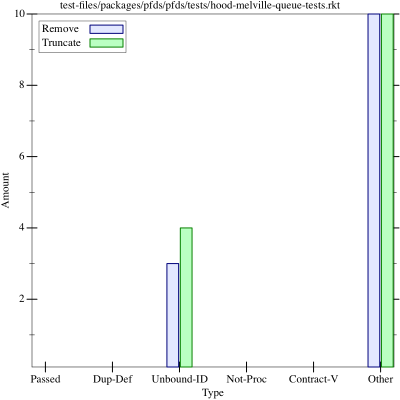 test-files/packages/pfds/pfds/tests/hood-melville-queue-tests.rkt
Remove
Truncate
10
8
6
4
2
Amount
Passed Dup-Def Unbound-ID Not-Proc Contract-V Other
Type